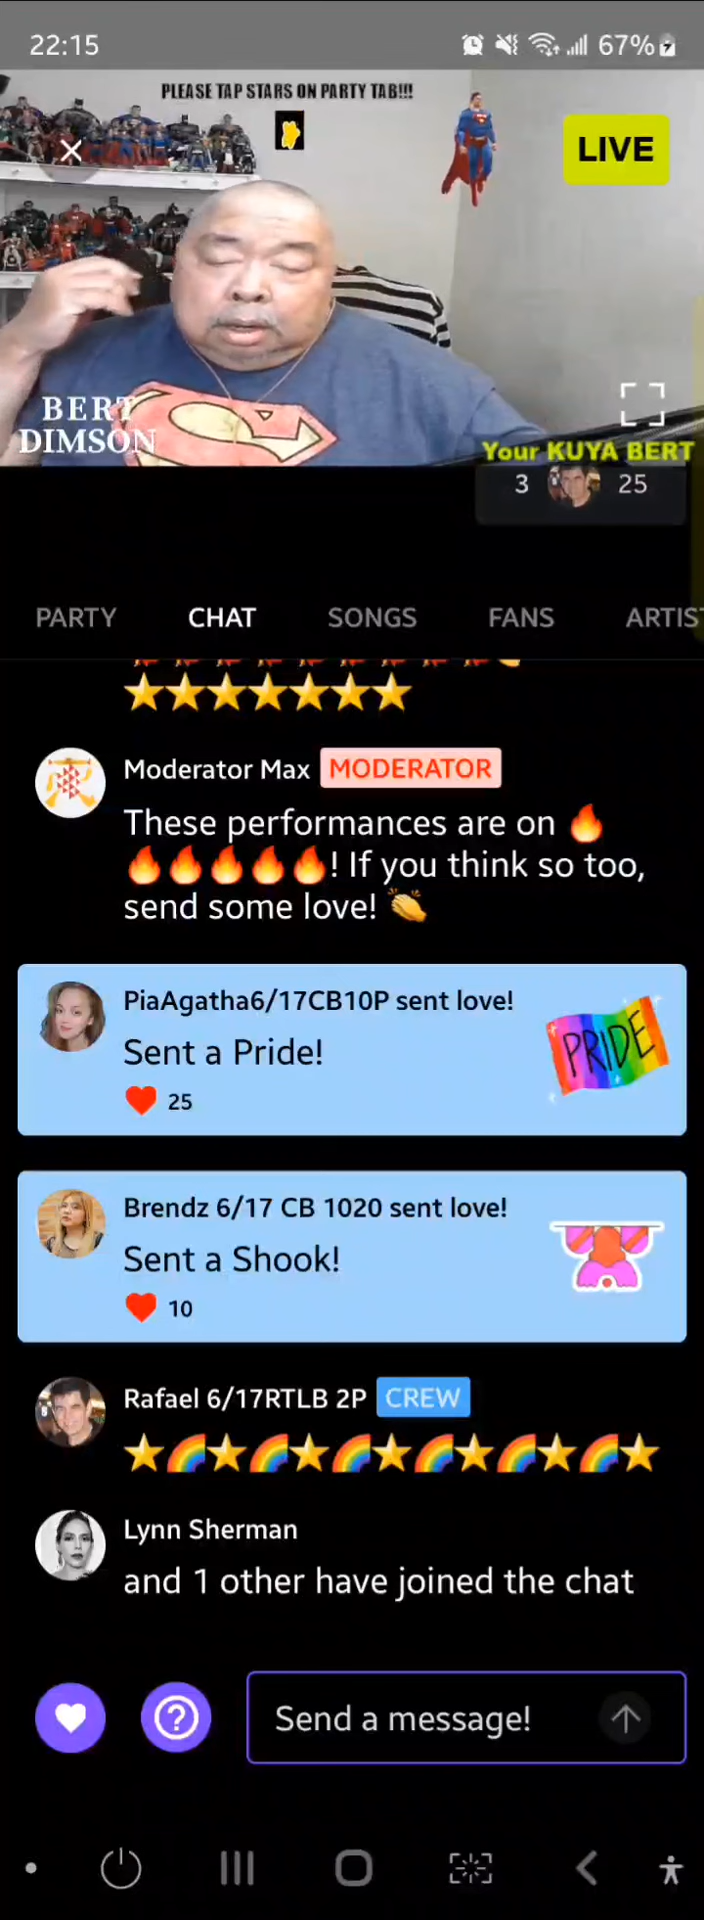 22:15
67%
PLEASE TAP STARS ON PARTY TAB!!!
LIVE
BERT
DIMSON
Your KUYA BERT
3 25
PARTY CHAT SONGS FANS ARTIS
Moderator Max MODERATOR
These performances are on 🔥
🔥🔥🔥🔥🔥! If you think so too,
send some love! 👏
PiaAgatha6/17CB10P sent love!
Sent a Pride!
PRIDE
25
Brendz 6/17 CB 1020 sent love!
Sent a Shook!
10
Rafael 6/17RTLB 2P CREW
⭐🌈⭐🌈⭐🌈⭐🌈⭐🌈⭐🌈⭐
Lynn Sherman
and 1 other have joined the chat
Send a message!